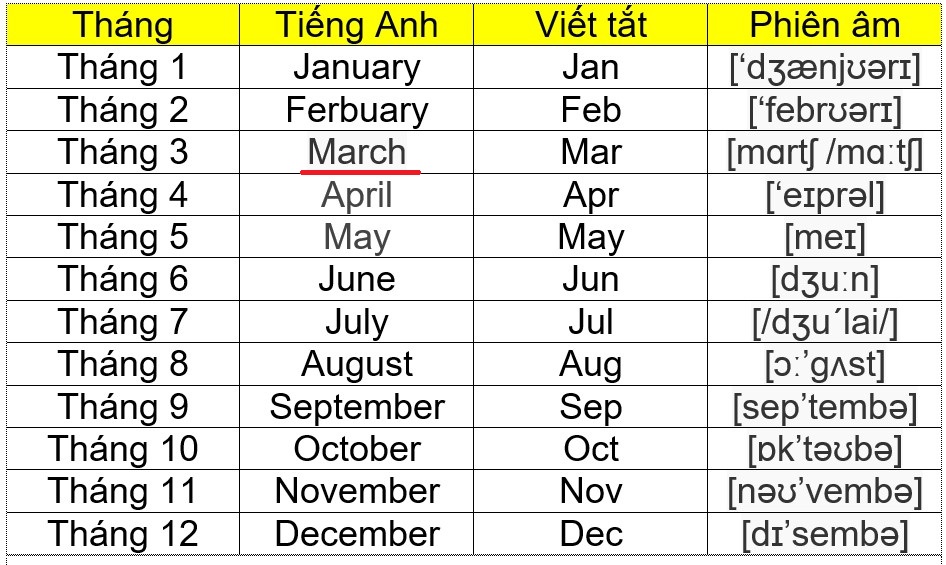 Tháng Tiếng Anh Viết tắt Phiên âm
Tháng 1 January Jan [‘dʒænjʊərɪ]
Tháng 2 Ferbuary Feb [‘febrʊərɪ]
Tháng 3 March Mar [mɑrtʃ /mɑːtʃ]
Tháng 4 April Apr [‘eɪprəl]
Tháng 5 May May [meɪ]
Tháng 6 June Jun [dʒuːn]
Tháng 7 July Jul [/dʒu´lai/]
Tháng 8 August Aug [ɔː’gʌst]
Tháng 9 September Sep [sep’tembə]
Tháng 10 October Oct [ɒk’təʊbə]
Tháng 11 November Nov [nəʊ’vembə]
Tháng 12 December Dec [dɪ’sembə]